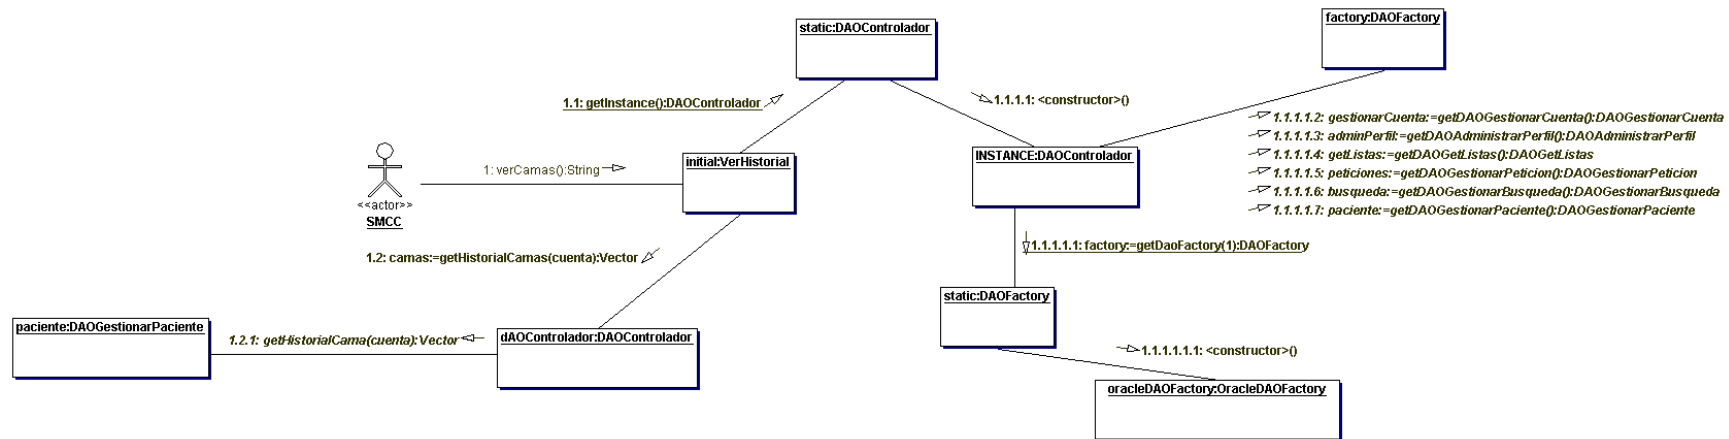 static:DAOControlador
factory:DAOFactory
1.1: getInstance():DAOControlador
1.1.1.1: <constructor>()
1.1.1.1.2: gestionarCuenta:=getDAOGestionarCuenta():DAOGestionarCuenta
1.1.1.1.3: adminPerfil:=getDAOAdministrarPerfil():DAOAdministrarPerfil
1.1.1.1.4: getListas:=getDAOGetListas():DAOGetListas
1.1.1.1.5: peticiones:=getDAOGestionarPeticion():DAOGestionarPeticion
1.1.1.1.6: busqueda:=getDAOGestionarBusqueda():DAOGestionarBusqueda
1.1.1.1.7: paciente:=getDAOGestionarPaciente():DAOGestionarPaciente
initial:VerHistorial
INSTANCE:DAOControlador
1: verCamas():String
<<actor>>
SMCC
1.2: camas:=getHistorialCamas(cuenta):Vector
1.1.1.1.1: factory:=getDaoFactory(1):DAOFactory
static:DAOFactory
paciente:DAOGestionarPaciente
1.2.1: getHistorialCama(cuenta):Vector
dAOControlador:DAOControlador
1.1.1.1.1.1: <constructor>()
oracleDAOFactory:OracleDAOFactory